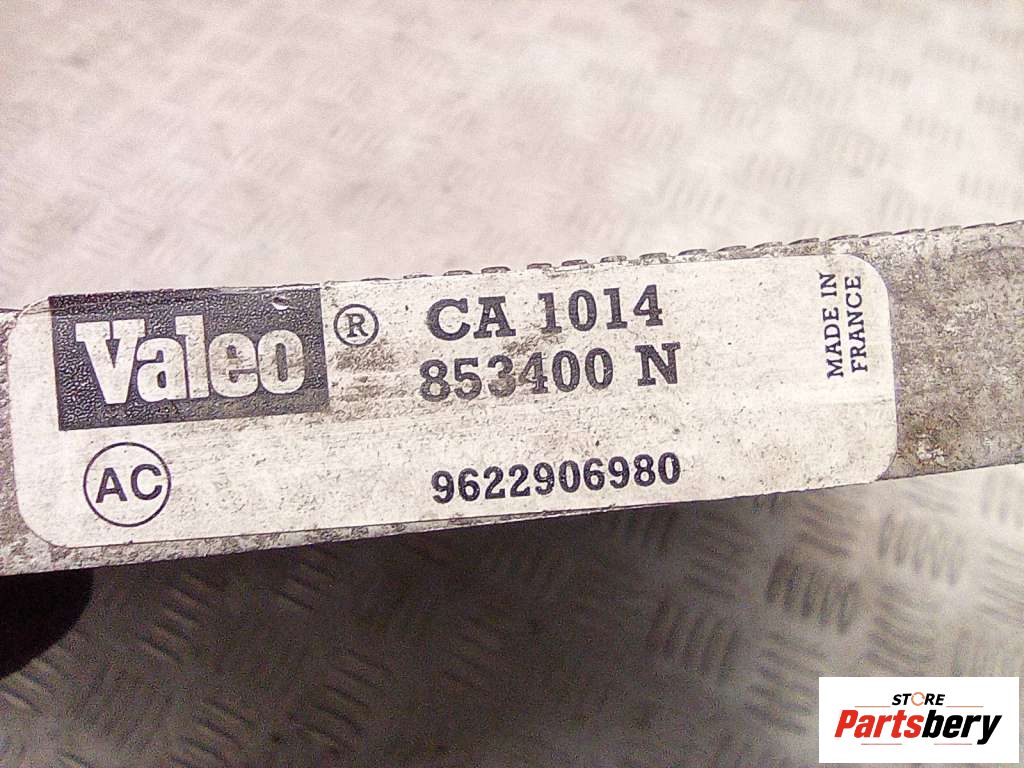 Valeo ® CA 1014
853400 N
AC 9622906980
MADE IN
FRANCE
STORE
Partsbery